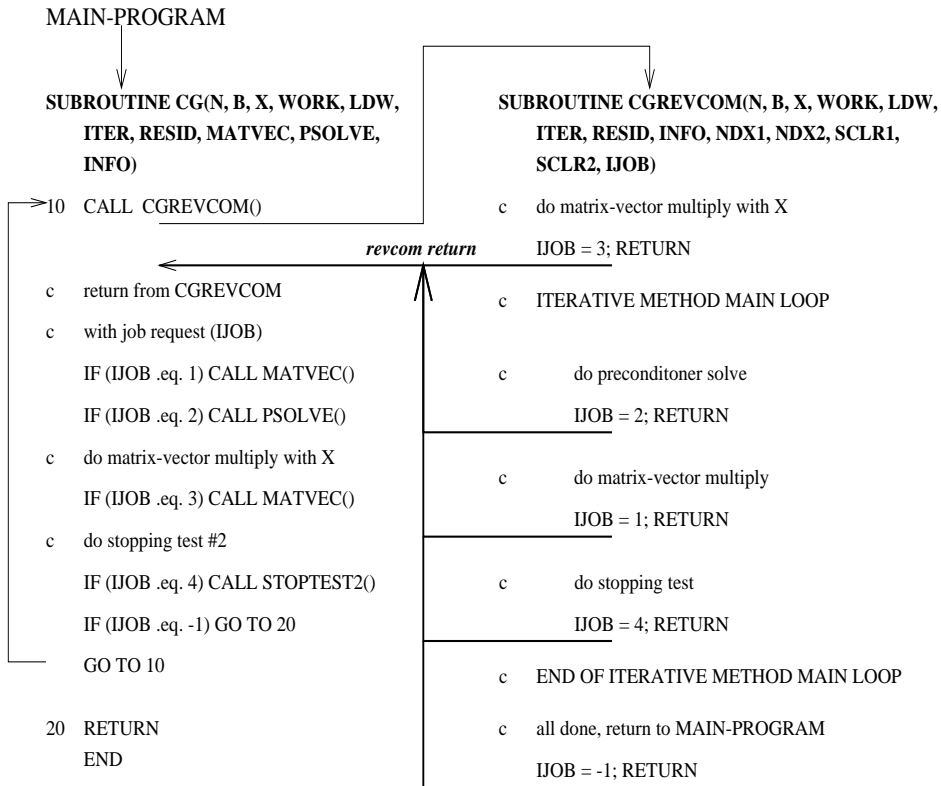 MAIN-PROGRAM
SUBROUTINE CG(N, B, X, WORK, LDW,
ITER, RESID, MATVEC, PSOLVE,
INFO)
10 CALL CGREVCOM()
revcom return
c return from CGREVCOM
c with job request (IJOB)
IF (IJOB .eq. 1) CALL MATVEC()
IF (IJOB .eq. 2) CALL PSOLVE()
c do matrix-vector multiply with X
IF (IJOB .eq. 3) CALL MATVEC()
c do stopping test #2
IF (IJOB .eq. 4) CALL STOPTEST2()
IF (IJOB .eq. -1) GO TO 20
GO TO 10
20 RETURN
END
SUBROUTINE CGREVCOM(N, B, X, WORK, LDW,
ITER, RESID, INFO, NDX1, NDX2, SCLR1,
SCLR2, IJOB)
c do matrix-vector multiply with X
IJOB = 3; RETURN
c ITERATIVE METHOD MAIN LOOP
c do preconditoner solve
IJOB = 2; RETURN
c do matrix-vector multiply
IJOB = 1; RETURN
c do stopping test
IJOB = 4; RETURN
c END OF ITERATIVE METHOD MAIN LOOP
c all done, return to MAIN-PROGRAM
IJOB = -1; RETURN